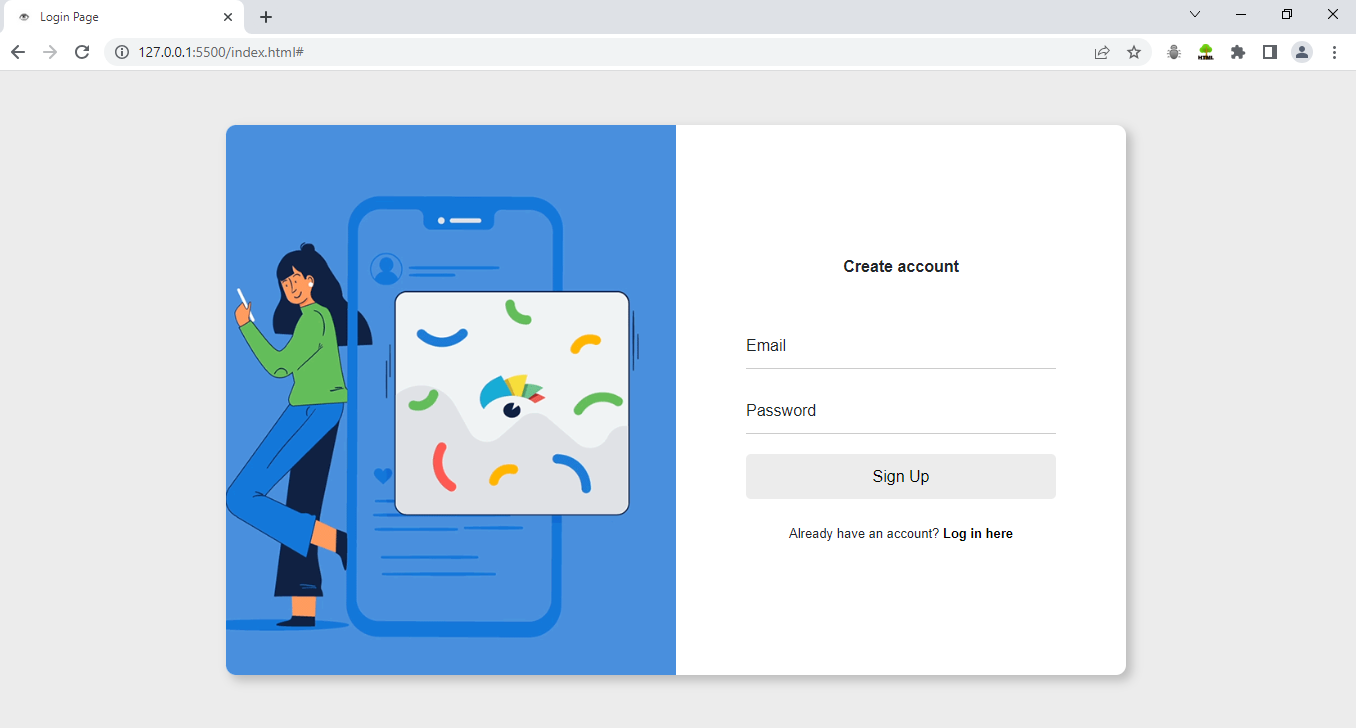 Login Page
127.0.0.1:5500/index.html#
HTML
Create account
Email
Password
Sign Up
Already have an account? Log in here